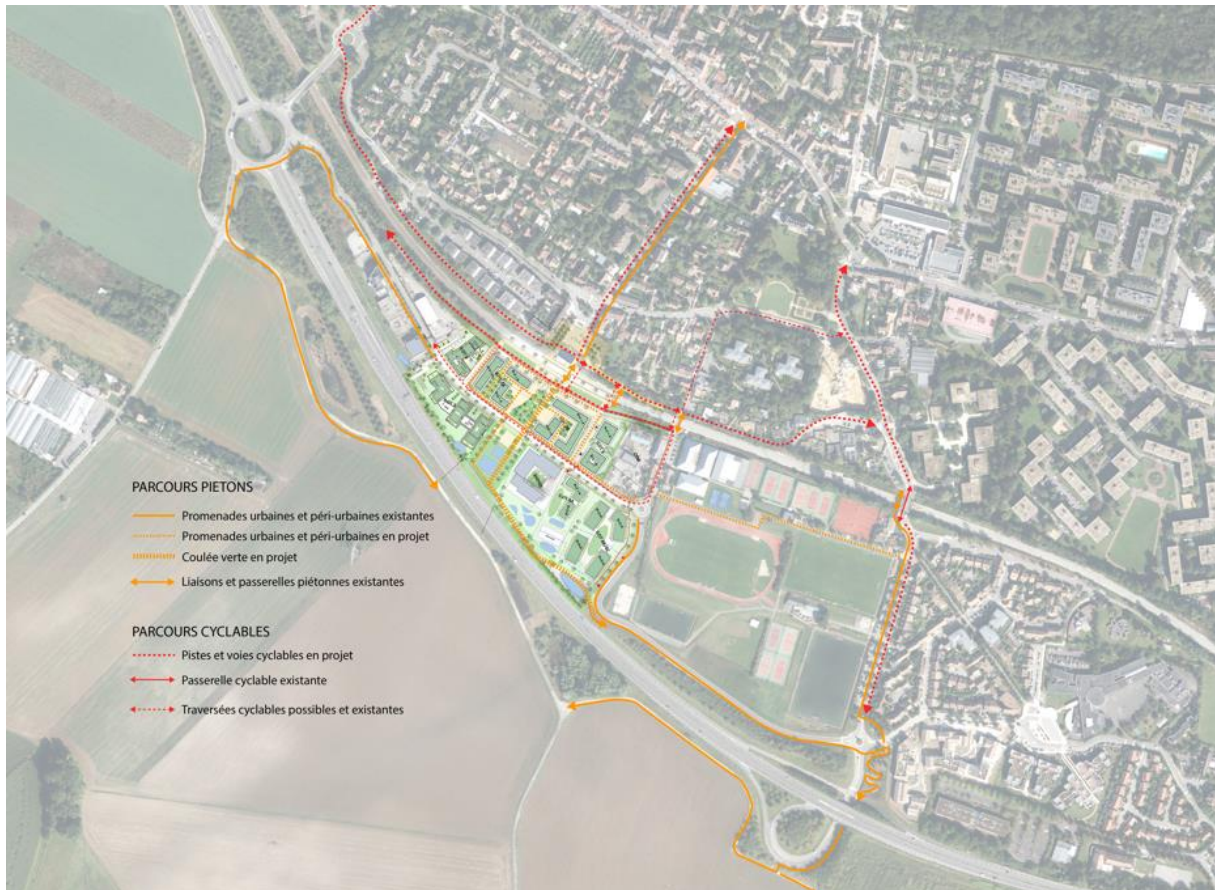 PARCOURS PIETONS
Promenades urbaines et péri-urbaines existantes
Promenades urbaines et péri-urbaines en projet
Coulée verte en projet
Liaisons et passerelles piétonnes existantes
PARCOURS CYCLABLES
Pistes et voies cyclables en projet
Passerelle cyclable existante
Traversées cyclables possibles et existantes